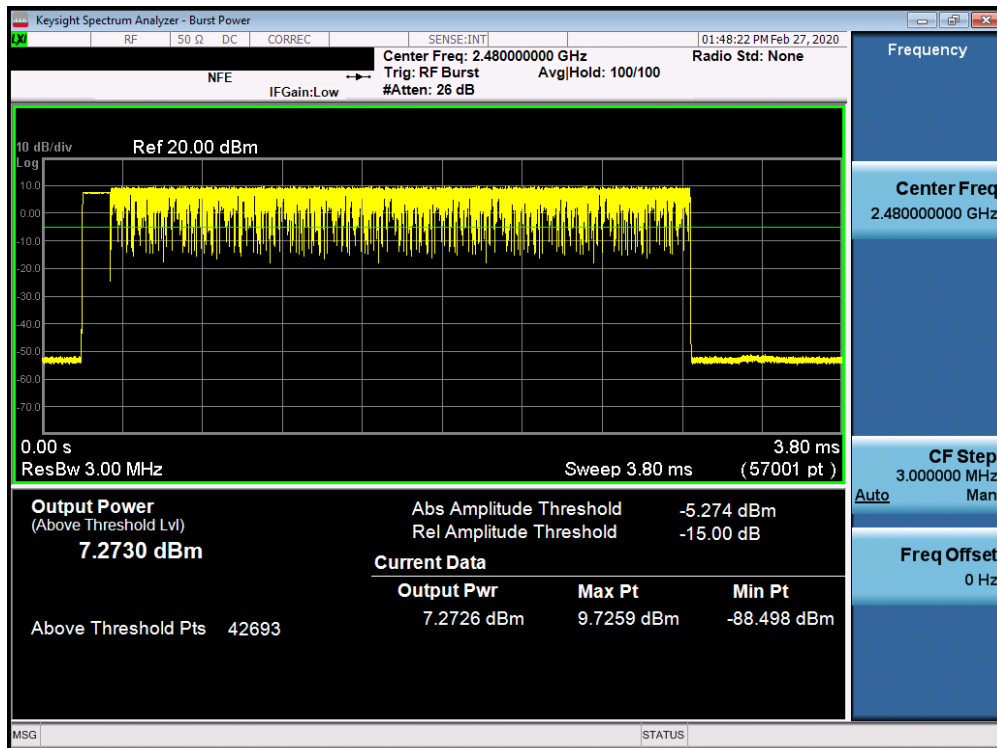 Keysight Spectrum Analyzer - Burst Power
LXI RF 50 Ω DC CORREC SENSE:INT 01:48:22 PM Feb 27, 2020
Center Freq: 2.480000000 GHz Radio Std: None
NFE Trig: RF Burst Avg|Hold: 100/100
IFGain:Low #Atten: 26 dB
Frequency
10 dB/div Ref 20.00 dBm
Log
10.0
0.00
-10.0
-20.0
-30.0
-40.0
-50.0
-60.0
-70.0
0.00 s 3.80 ms
ResBw 3.00 MHz Sweep 3.80 ms (57001 pt)
Center Freq
2.480000000 GHz
CF Step
3.000000 MHz
Auto Man
Freq Offset
0 Hz
Output Power
(Above Threshold Lvl)
7.2730 dBm
Above Threshold Pts 42693
Abs Amplitude Threshold -5.274 dBm
Rel Amplitude Threshold -15.00 dB
Current Data
Output Pwr Max Pt Min Pt
7.2726 dBm 9.7259 dBm -88.498 dBm
MSG STATUS